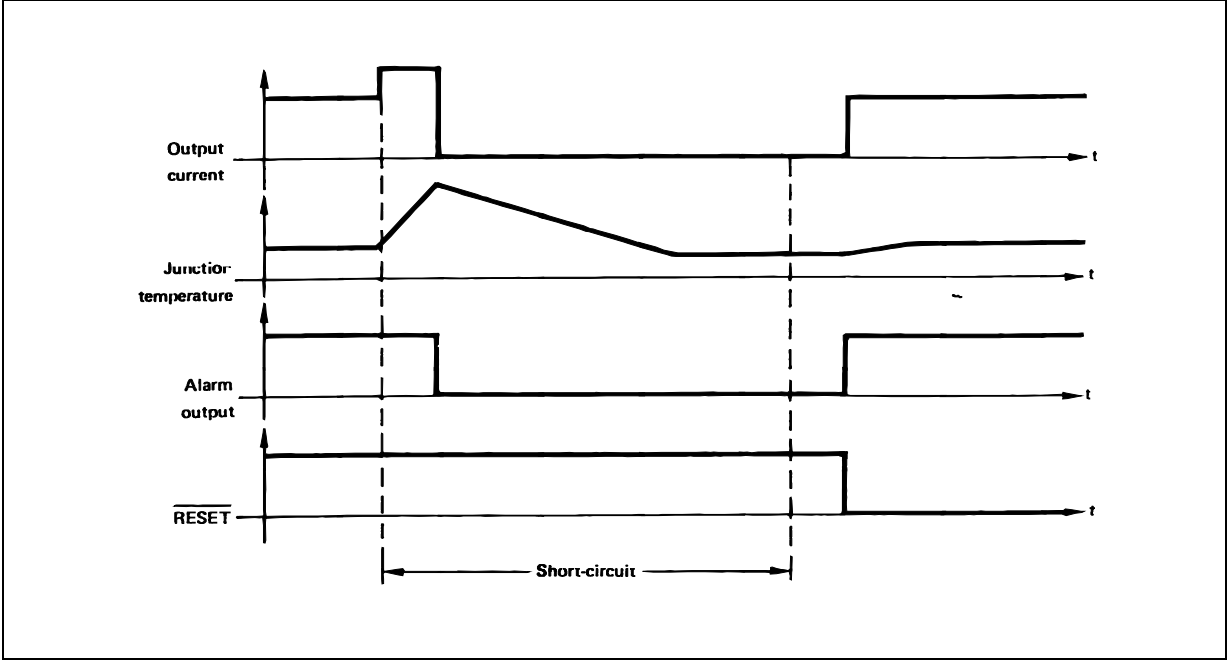 Output
current
t
Junction
temperature
t
Alarm
output
t
RESET
t
Short-circuit